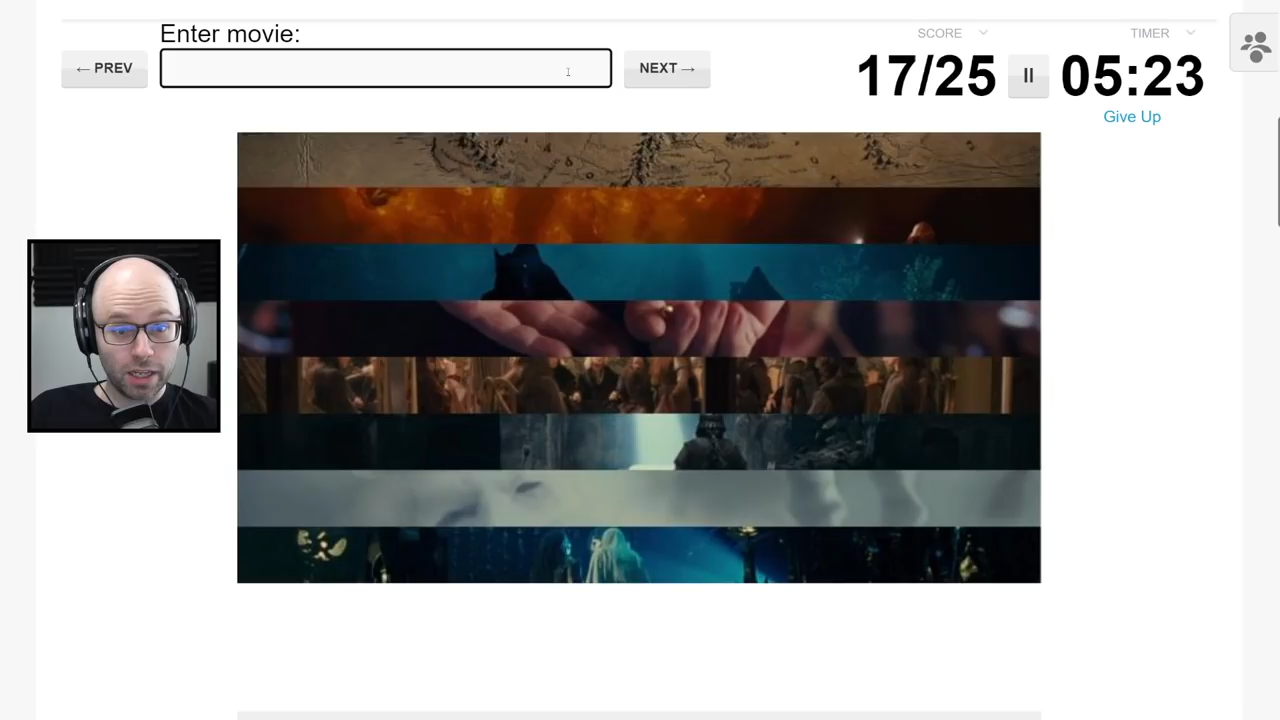 Enter movie:
SCORE
TIMER
← PREV
NEXT →
17/25
05:23
Give Up